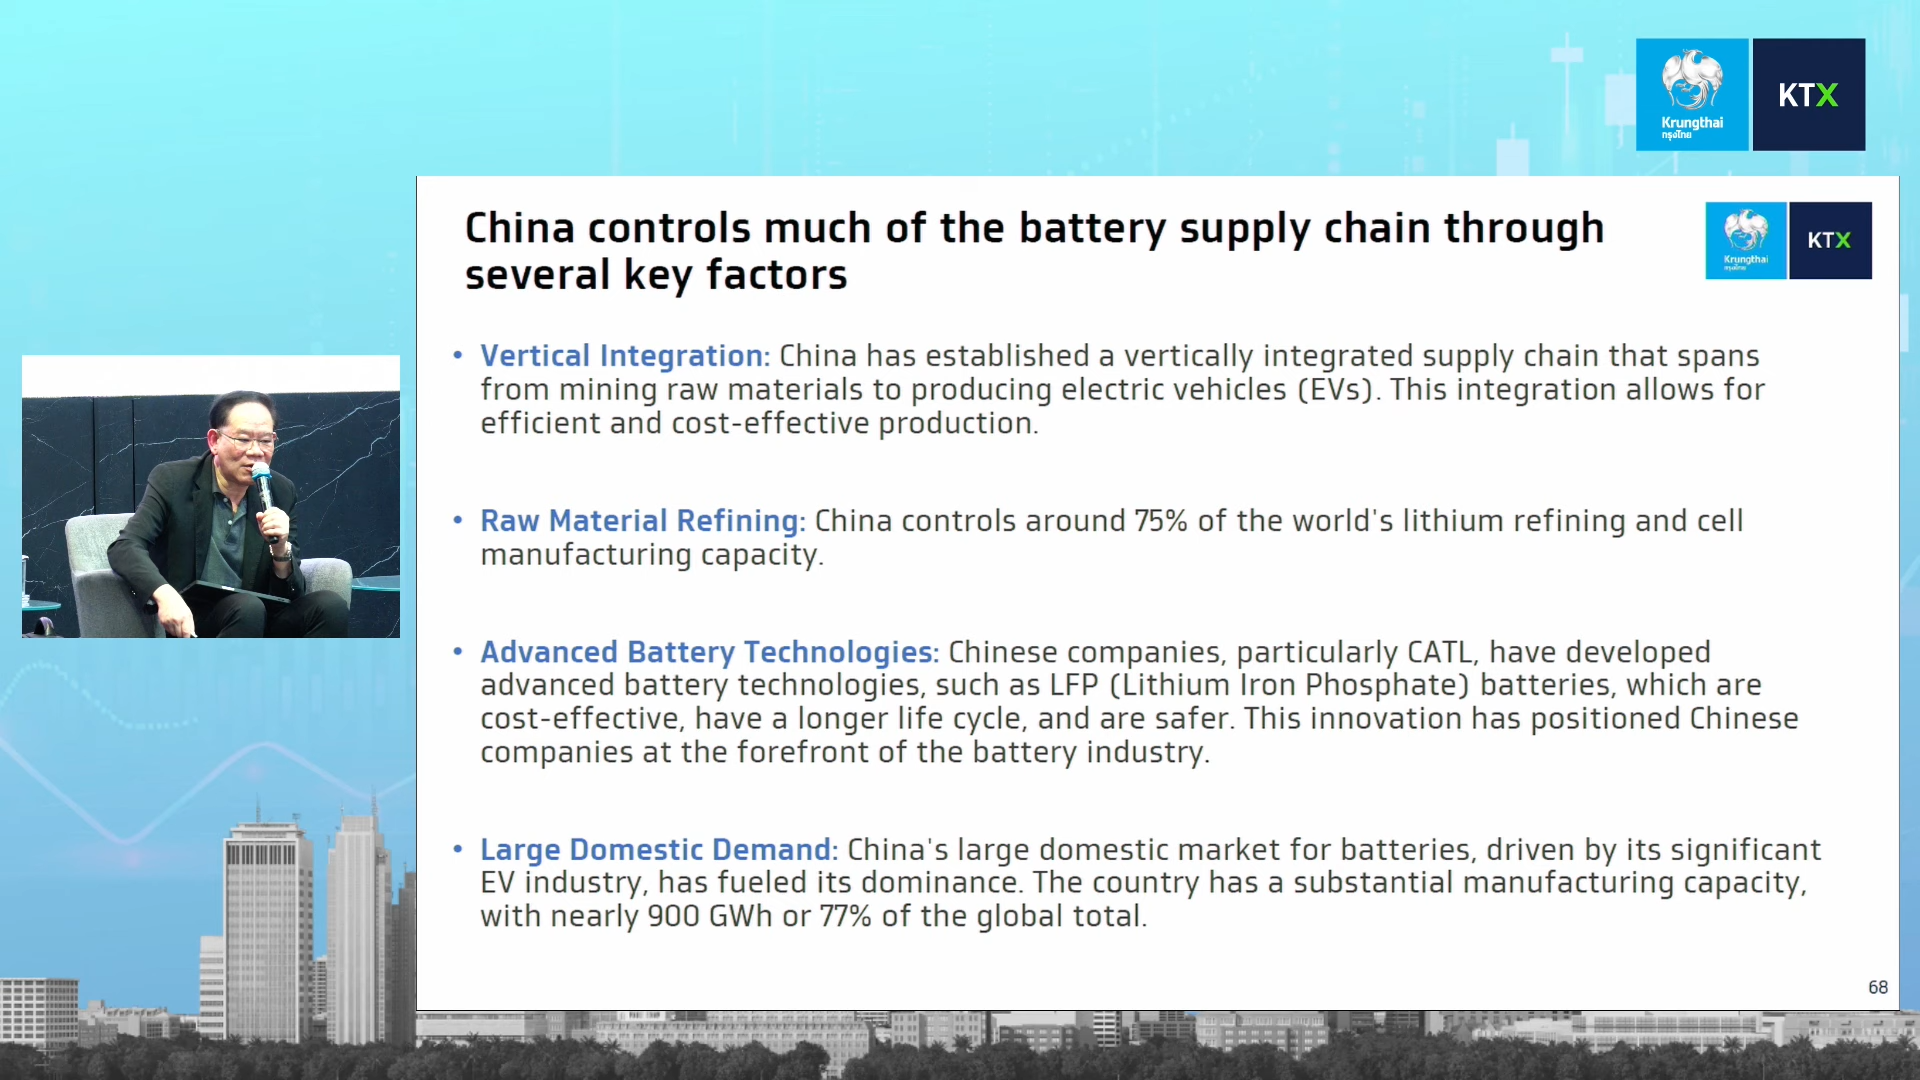 Krungthai
กรุงไทย
KTX
China controls much of the battery supply chain through
several key factors
Krungthai
กรุงไทย
KTX
• Vertical Integration: China has established a vertically integrated supply chain that spans
from mining raw materials to producing electric vehicles (EVs). This integration allows for
efficient and cost-effective production.
• Raw Material Refining: China controls around 75% of the world's lithium refining and cell
manufacturing capacity.
• Advanced Battery Technologies: Chinese companies, particularly CATL, have developed
advanced battery technologies, such as LFP (Lithium Iron Phosphate) batteries, which are
cost-effective, have a longer life cycle, and are safer. This innovation has positioned Chinese
companies at the forefront of the battery industry.
• Large Domestic Demand: China's large domestic market for batteries, driven by its significant
EV industry, has fueled its dominance. The country has a substantial manufacturing capacity,
with nearly 900 GWh or 77% of the global total.
68